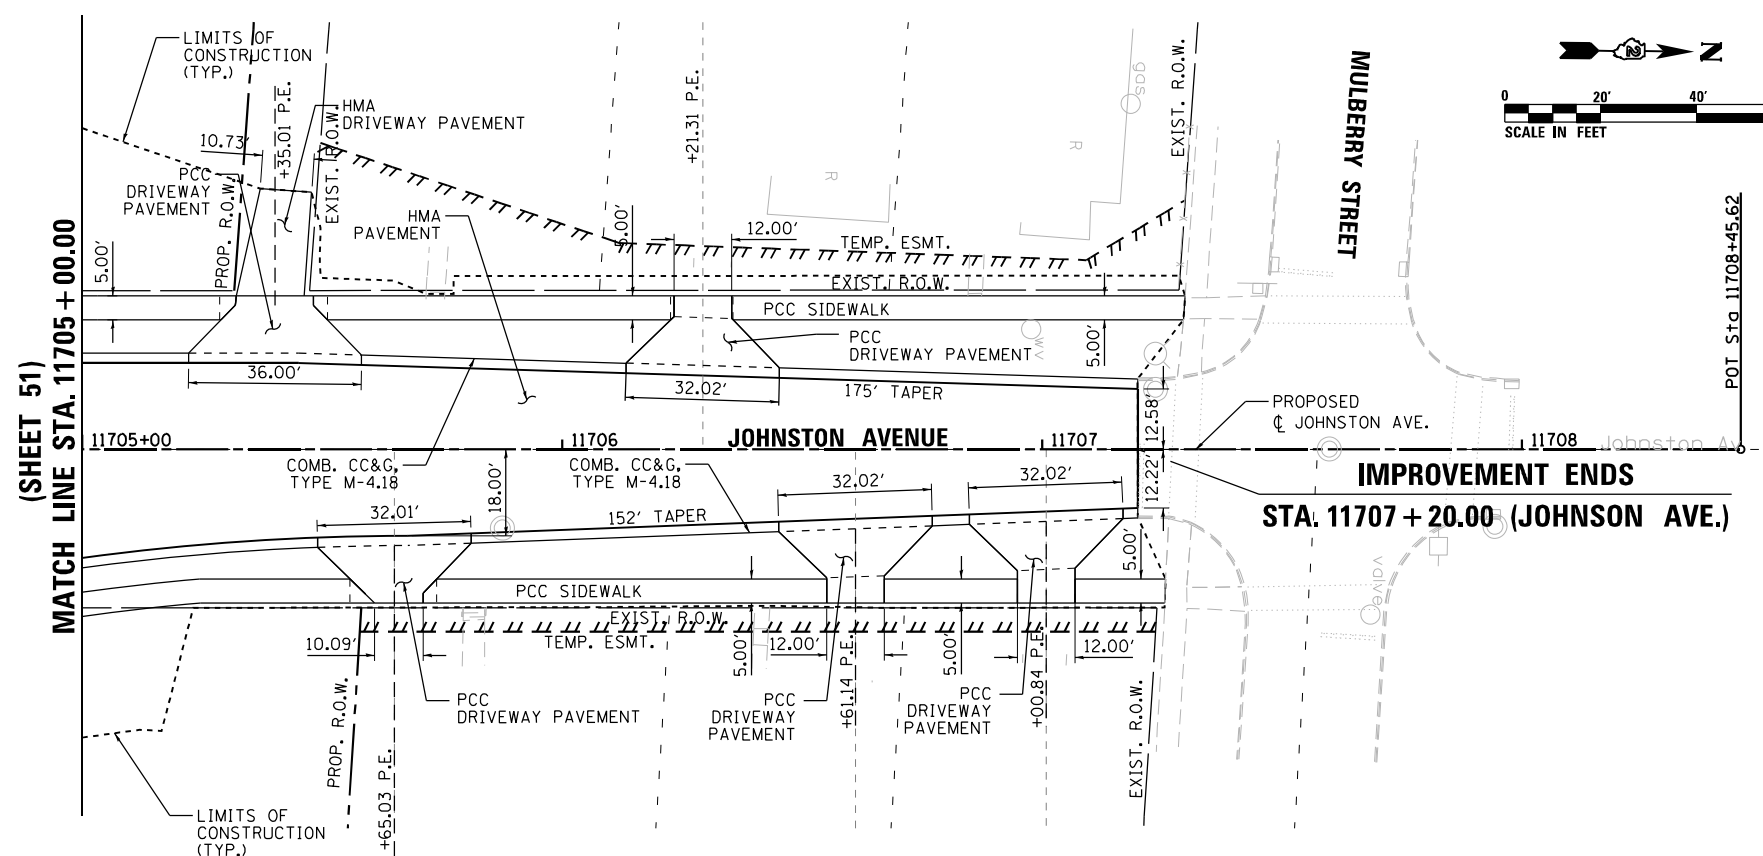 LIMITS OF
CONSTRUCTION
(TYP.)
10.73'
+35.01 P.E.
HMA
DRIVEWAY PAVEMENT
EXIST. R.O.W.
PCC
DRIVEWAY
PAVEMENT
PROP. R.O.W.
5.00'
HMA
PAVEMENT
+21.31 P.E.
R
R
gas
EXIST. R.O.W.
MULBERRY STREET
N
0 20' 40'
SCALE IN FEET
5.00'
12.00'
TEMP. ESMT.
EXIST. R.O.W.
PCC SIDEWALK
PCC
DRIVEWAY PAVEMENT
WV
5.00'
36.00'
32.02'
175' TAPER
12.58'
PROPOSED
℄ JOHNSTON AVE.
POT Sta 11708+45.62
(SHEET 51)
MATCH LINE STA. 11705+00.00
11705+00
11706
JOHNSTON AVENUE
11707
11708
Johnston Av
COMB. CC&G,
TYPE M-4.18
18.00'
COMB. CC&G,
TYPE M-4.18
32.02'
32.02'
12.22'
IMPROVEMENT ENDS
STA. 11707+20.00 (JOHNSON AVE.)
32.01'
152' TAPER
5.00'
valve
PCC SIDEWALK
EXIST. R.O.W.
TEMP. ESMT.
10.09'
5.00'
12.00'
+61.14 P.E.
5.00'
+00.84 P.E.
12.00'
PROP. R.O.W.
PCC
DRIVEWAY PAVEMENT
PCC
DRIVEWAY
PAVEMENT
PCC
DRIVEWAY
PAVEMENT
EXIST. R.O.W.
+65.03 P.E.
LIMITS OF
CONSTRUCTION
(TYP.)